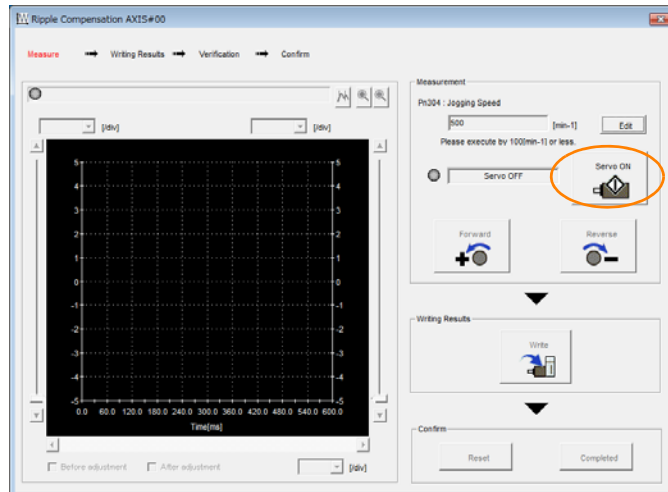 Ripple Compensation AXIS#00
Measure Writing Results Verification Confirm
[/div] [/div]
5 5
4 4
3 3
2 2
1 1
0 0
-1 -1
-2 -2
-3 -3
-4 -4
-5 -5
0.0 60.0 120.0 180.0 240.0 300.0 360.0 420.0 480.0 540.0 600.0
Time[ms]
Before adjustment After adjustment [/div]
Measurement
Pn304 : Jogging Speed
500 [min-1] Edit
Please execute by 100[min-1] or less.
Servo OFF Servo ON
Forward Reverse
Writing Results
Write
Confirm
Reset Completed